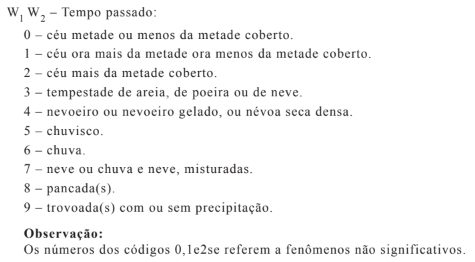 W1 W2 – Tempo passado:
0 – céu metade ou menos da metade coberto.
1 – céu ora mais da metade ora menos da metade coberto.
2 – céu mais da metade coberto.
3 – tempestade de areia, de poeira ou de neve.
4 – nevoeiro ou nevoeiro gelado, ou névoa seca densa.
5 – chuvisco.
6 – chuva.
7 – neve ou chuva e neve, misturadas.
8 – pancada(s).
9 – trovoada(s) com ou sem precipitação.
Observação:
Os números dos códigos 0,1e2se referem a fenômenos não significativos.